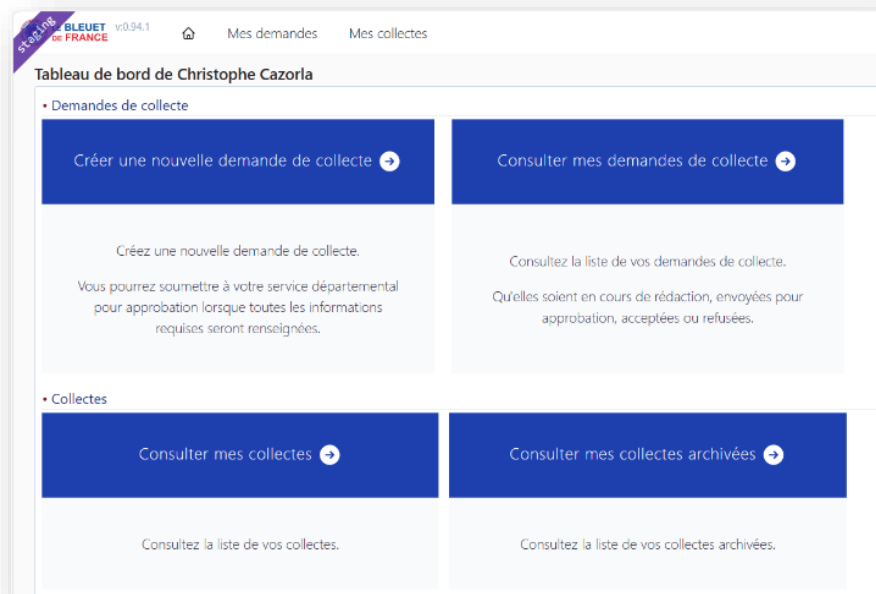 staging
BLEUET
DE FRANCE
v:0.94.1
Mes demandes
Mes collectes
Tableau de bord de Christophe Cazorla
• Demandes de collecte
Créer une nouvelle demande de collecte
Consulter mes demandes de collecte
Créez une nouvelle demande de collecte.
Vous pourrez soumettre à votre service départemental
pour approbation lorsque toutes les informations
requises seront renseignées.
Consultez la liste de vos demandes de collecte.
Qu'elles soient en cours de rédaction, envoyées pour
approbation, acceptées ou refusées.
• Collectes
Consulter mes collectes
Consulter mes collectes archivées
Consultez la liste de vos collectes.
Consultez la liste de vos collectes archivées.